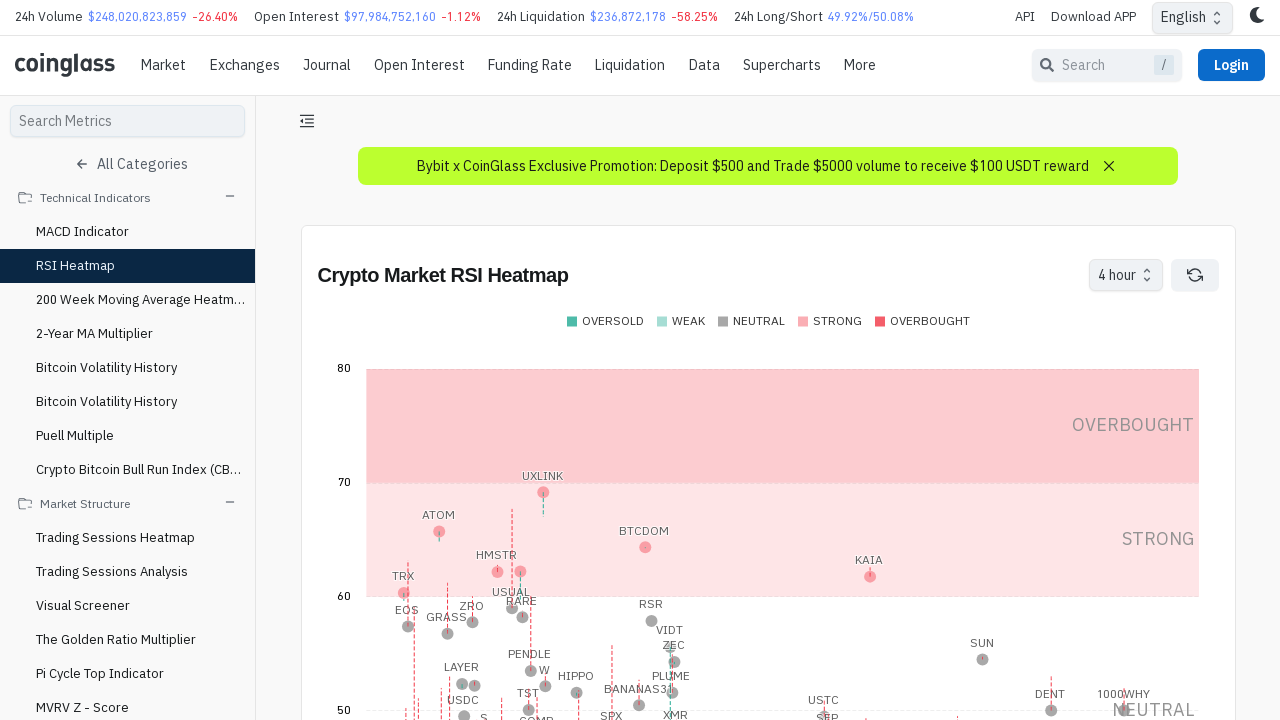 24h Volume $248,020,823,859 -26.40% Open Interest $97,984,752,160 -1.12% 24h Liquidation $236,872,178 -58.25% 24h Long/Short 49.92%/50.08% API Download APP English
coinglass Market Exchanges Journal Open Interest Funding Rate Liquidation Data Supercharts More Search / Login
Search Metrics
All Categories
Technical Indicators
MACD Indicator
RSI Heatmap
200 Week Moving Average Heatm...
2-Year MA Multiplier
Bitcoin Volatility History
Bitcoin Volatility History
Puell Multiple
Crypto Bitcoin Bull Run Index (CB...
Market Structure
Trading Sessions Heatmap
Trading Sessions Analysis
Visual Screener
The Golden Ratio Multiplier
Pi Cycle Top Indicator
MVRV Z - Score
Bybit x CoinGlass Exclusive Promotion: Deposit $500 and Trade $5000 volume to receive $100 USDT reward
Crypto Market RSI Heatmap 4 hour
OVERSOLD WEAK NEUTRAL STRONG OVERBOUGHT
80
OVERBOUGHT
70
UXLINK
ATOM
BTCDOM
STRONG
HMSTR
KAIA
TRX
USUAL
60
RARE
EOS
ZRO
RSR
GRASS
VIDT
ZEC
SUN
PENDLE
LAYER
W
HIPPO
PLUME
BANANAS31
TST
DENT
1000WHY
USDC
USTC
50
NEUTRAL
SPX
XMR